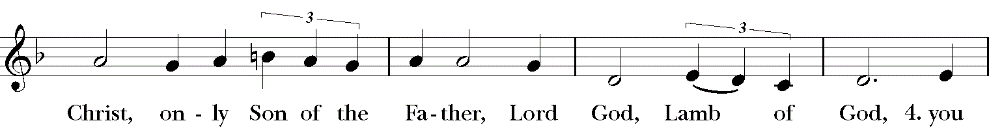 3 3
Christ, on - ly Son of the Fa - ther, Lord God, Lamb of God, 4. you